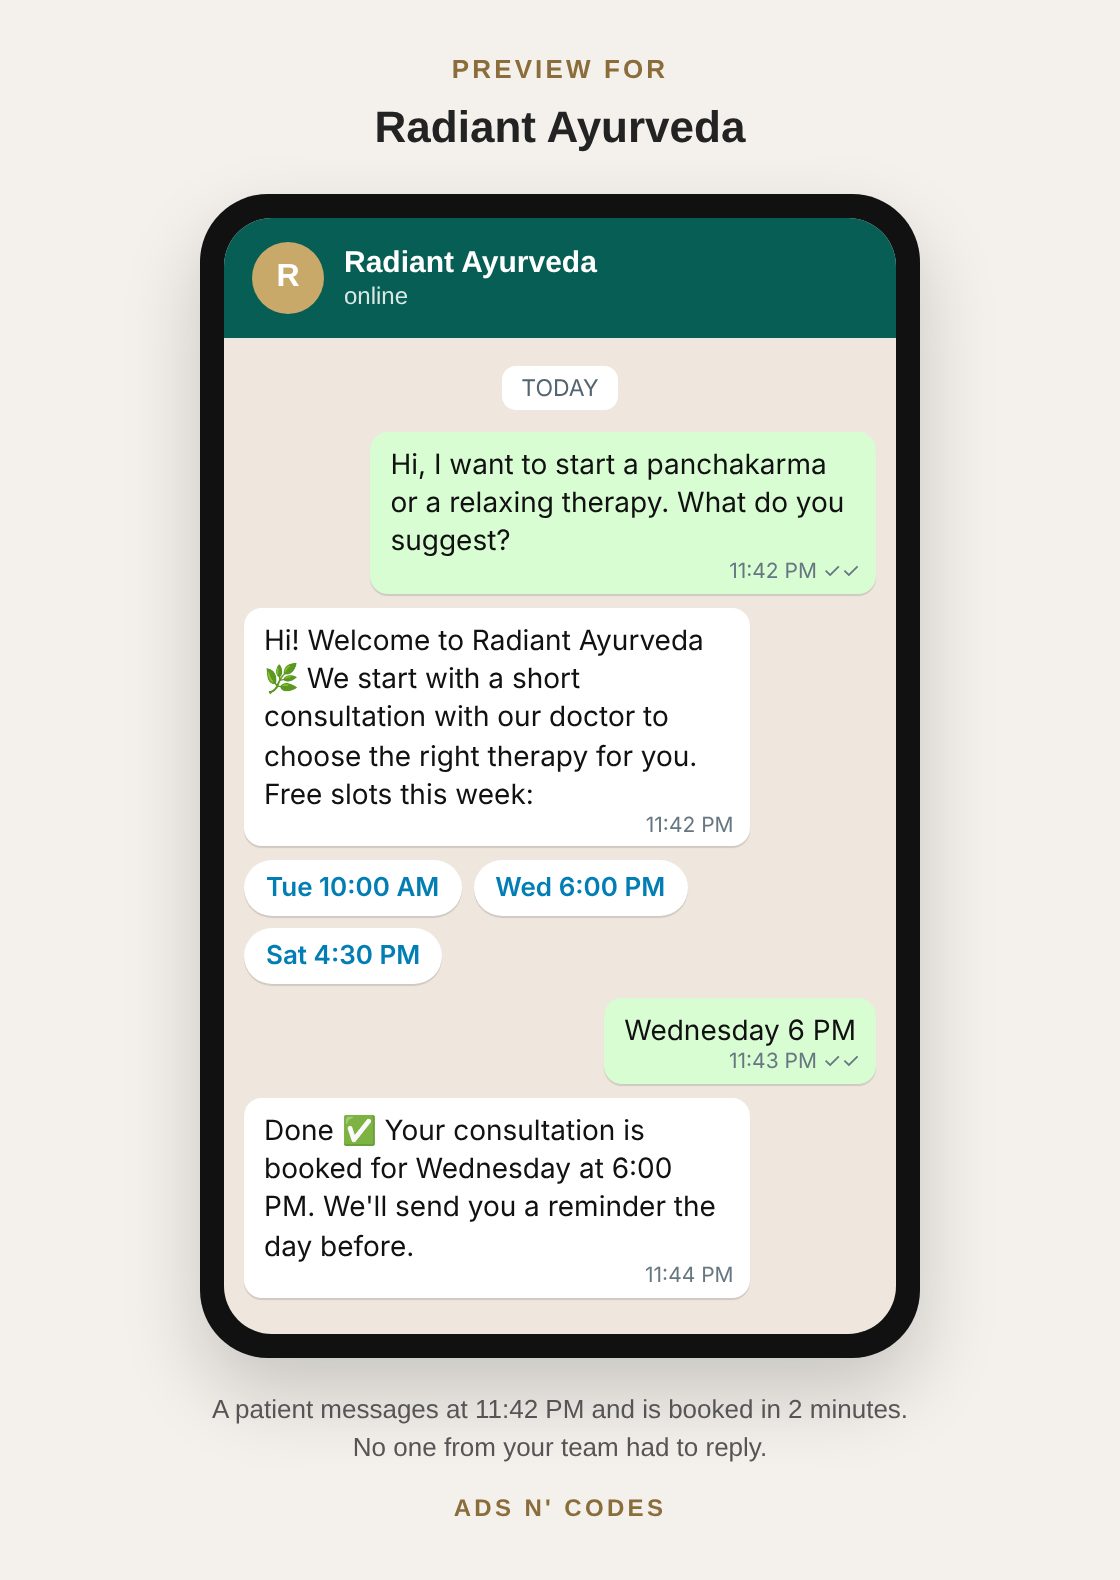 PREVIEW FOR
Radiant Ayurveda
R
Radiant Ayurveda
online
TODAY
Hi, I want to start a panchakarma
or a relaxing therapy. What do you
suggest?
11:42 PM ✓✓
Hi! Welcome to Radiant Ayurveda
🌿 We start with a short
consultation with our doctor to
choose the right therapy for you.
Free slots this week:
11:42 PM
Tue 10:00 AM
Wed 6:00 PM
Sat 4:30 PM
Wednesday 6 PM
11:43 PM ✓✓
Done ✅ Your consultation is
booked for Wednesday at 6:00
PM. We'll send you a reminder the
day before.
11:44 PM
A patient messages at 11:42 PM and is booked in 2 minutes.
No one from your team had to reply.
ADS N' CODES